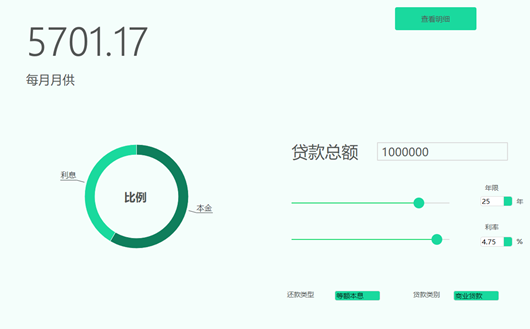 5701.17
查看明细
每月月供
贷款总额 1000000
利息
比例
本金
年限
25 年
利率
4.75 %
还款类型 等额本息 贷款类别 商业贷款